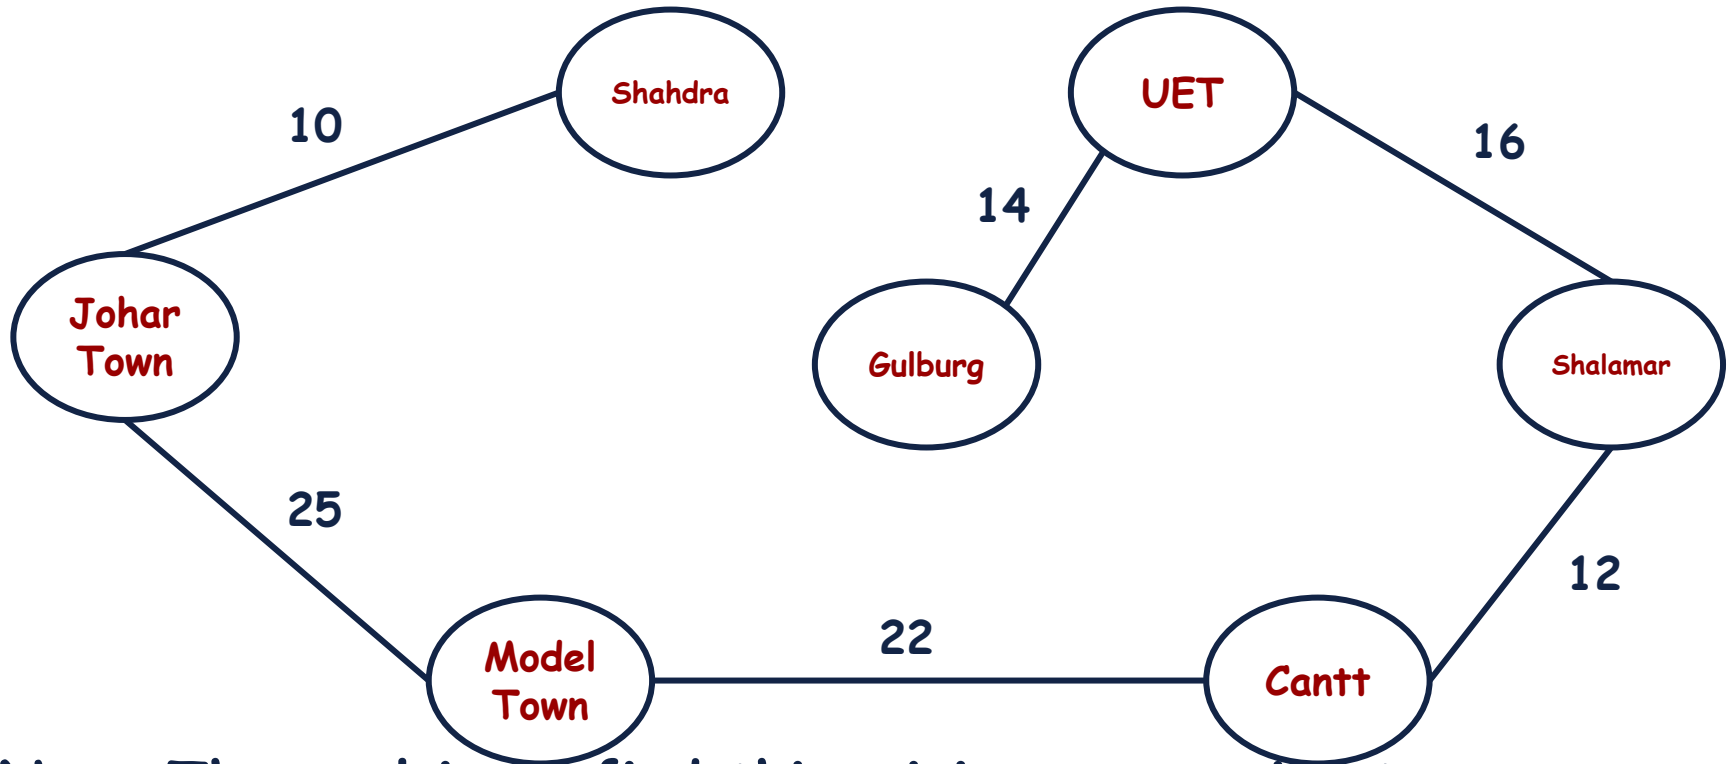 Shahdra
UET
10
16
14
Johar
Town
Gulburg
Shalamar
25
12
22
Model
Town
Cantt